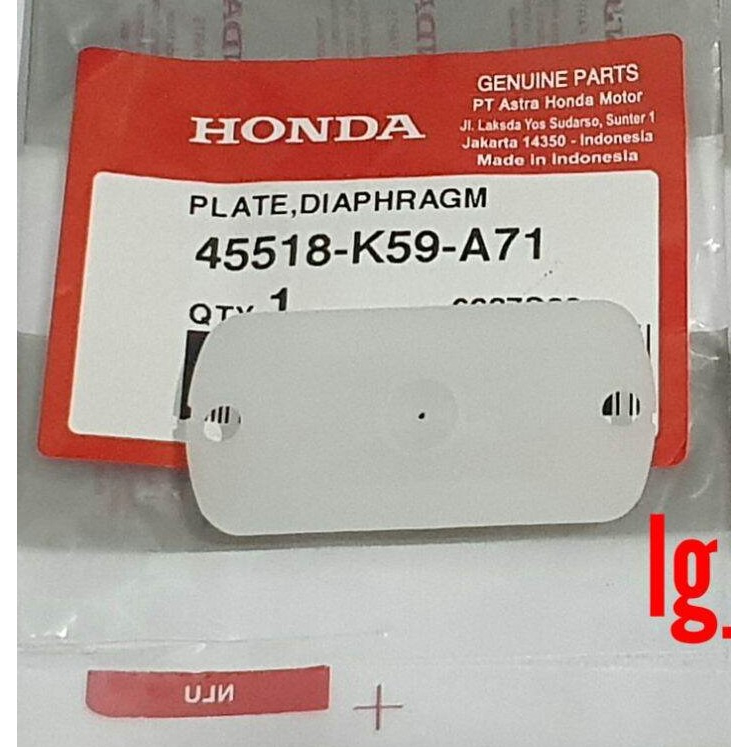 GENUINE PARTS
PT Astra Honda Motor
Jl. Laksda Yos Sudarso, Sunter 1
Jakarta 14350 - Indonesia
Made in Indonesia
HONDA
PLATE,DIAPHRAGM
45518-K59-A71
QTY 1
lg.
NLU